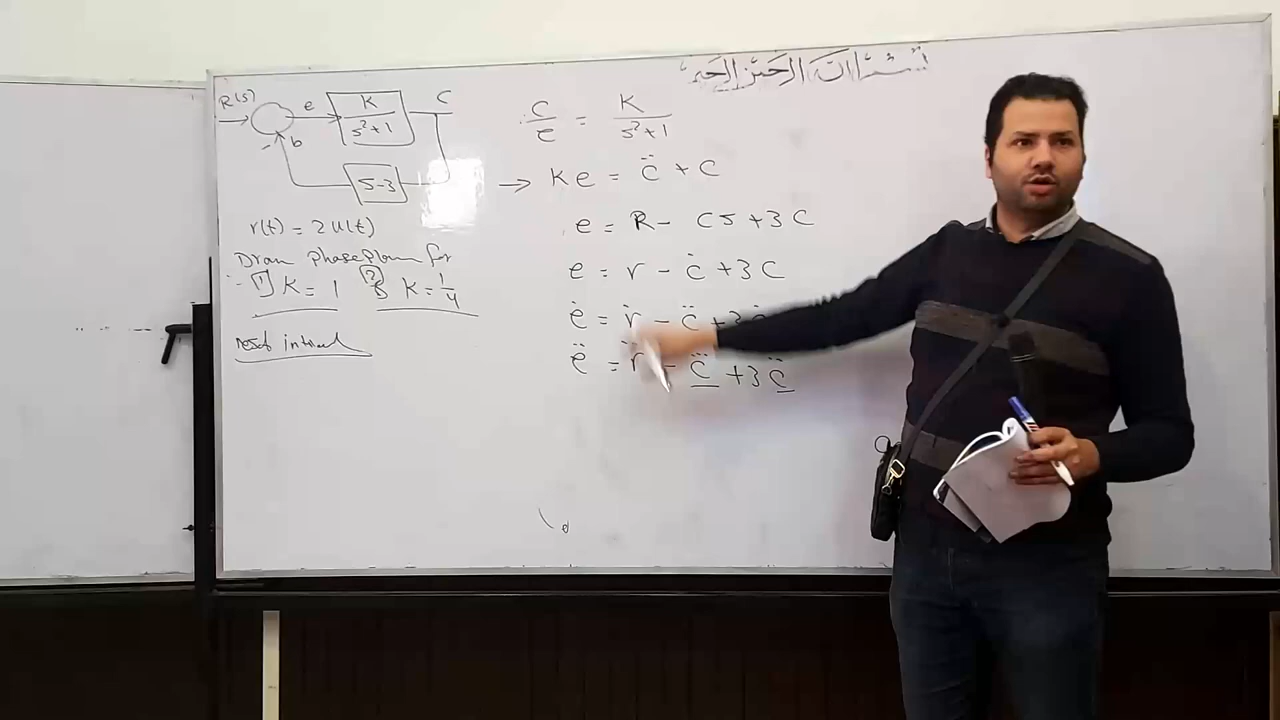 بسم الله الرحمن الرحيم
R(s)
e
K
s²+1
C
b
-
s-3
r(t) = 2u(t)
Draw phase plane for
1) K = 1 2) K = 1/4
C/e = K/(s²+1)
→ Ke = C̈ + C
e = R - Cs + 3C
e = r - ċ + 3C
ė = ṙ - c̈ + 3ċ
ë = r̈ - c⃛ + 3c̈